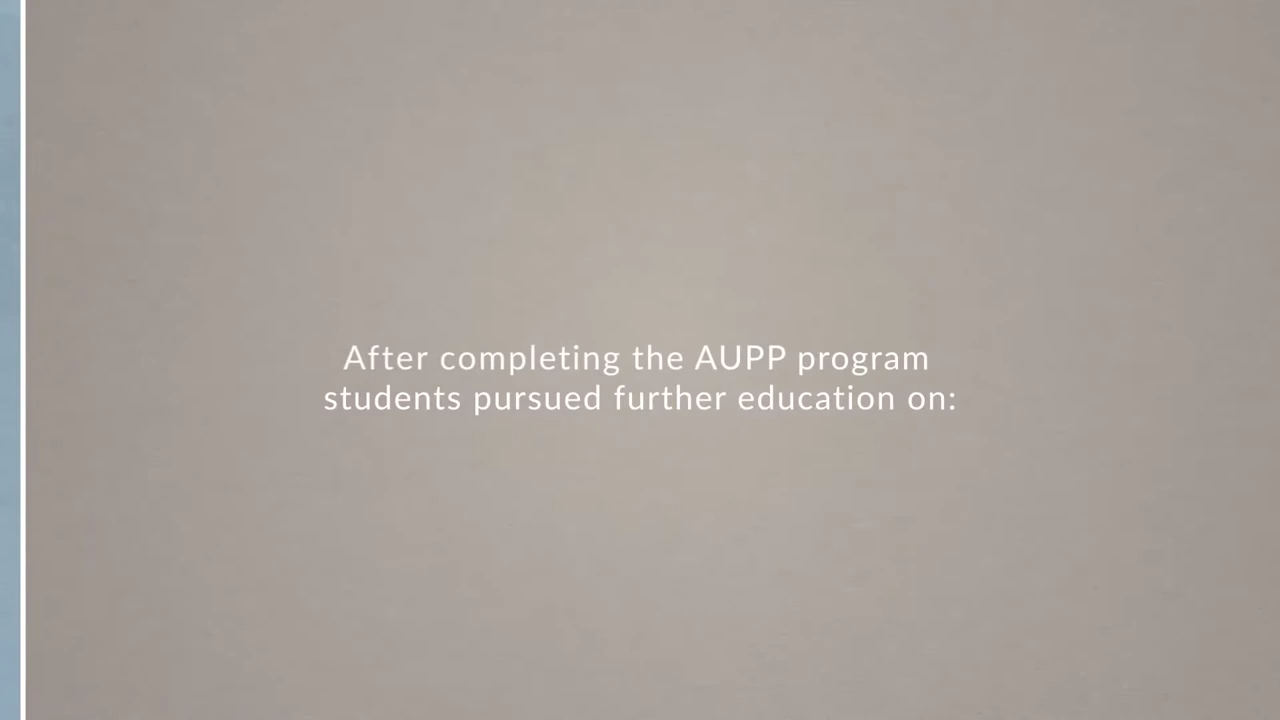 After completing the AUPP program
students pursued further education on: